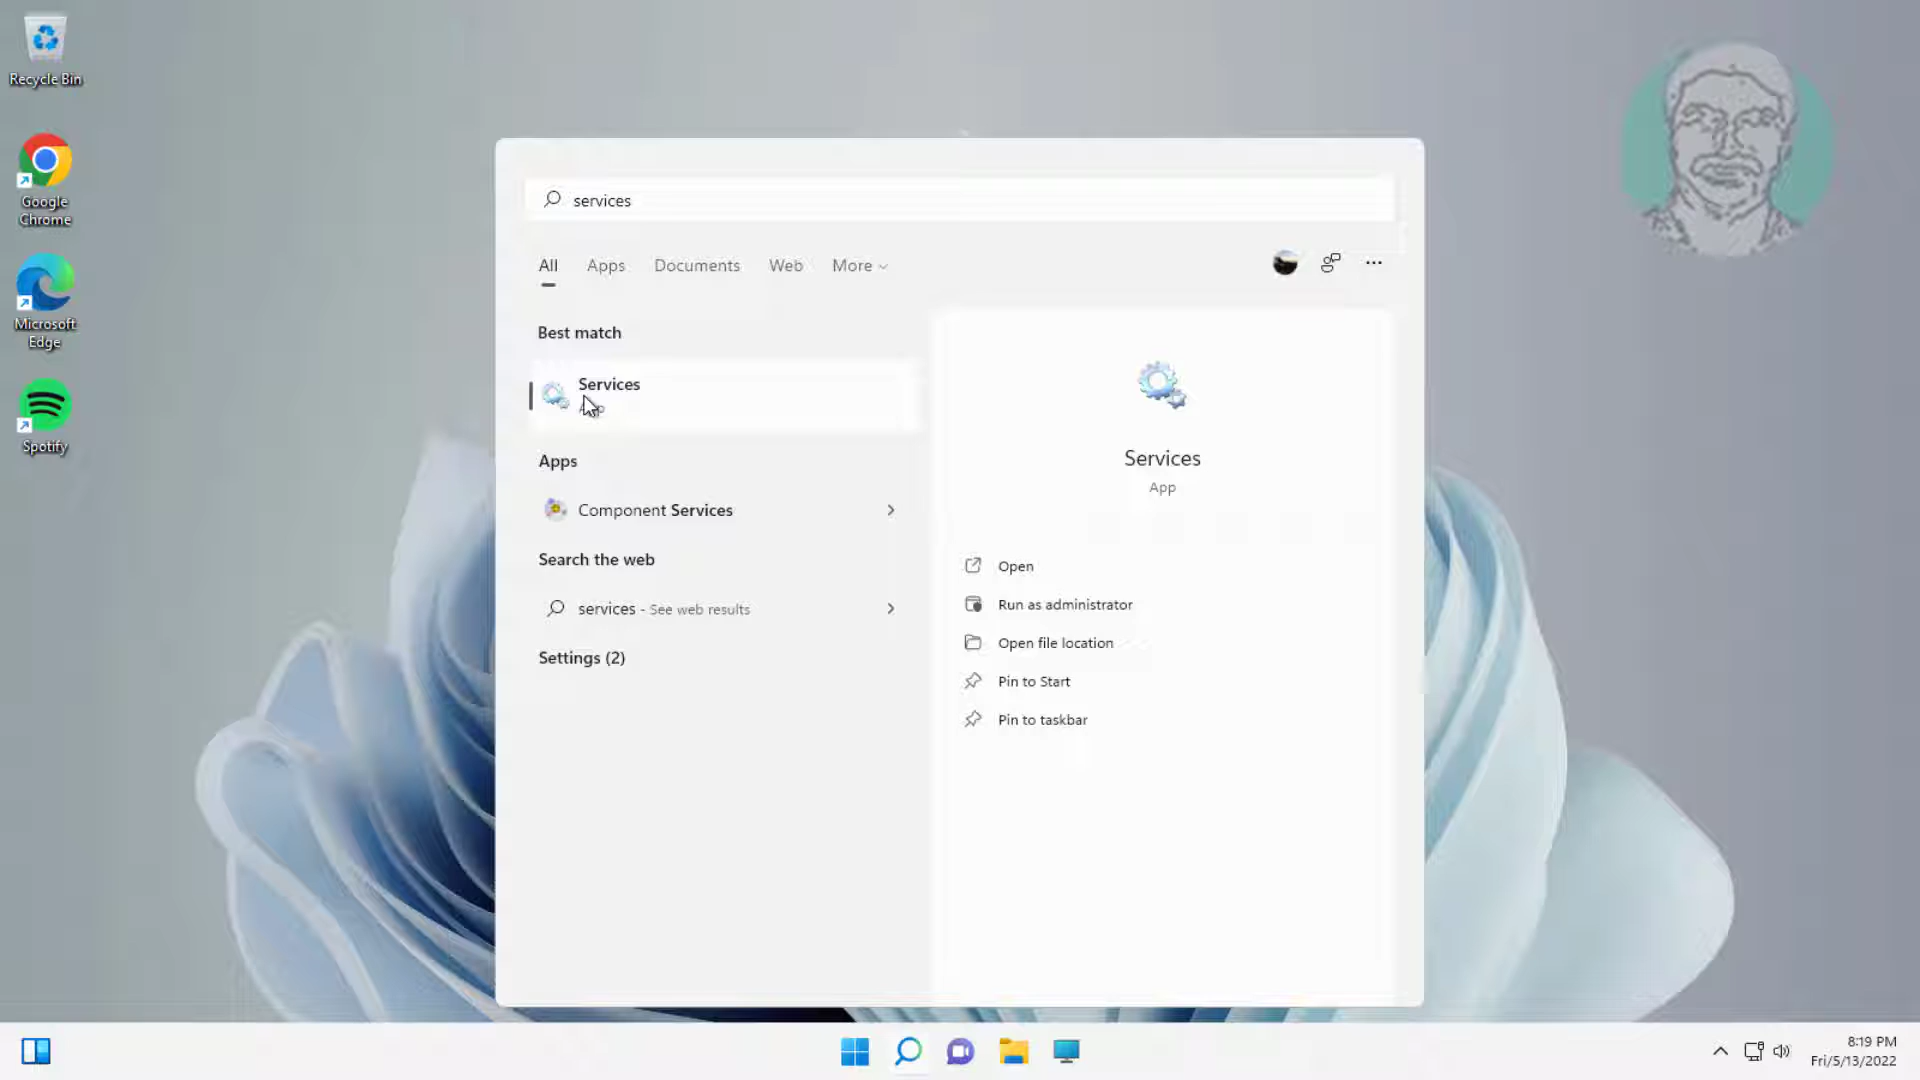 Recycle Bin
Google
Chrome
Microsoft
Edge
Spotify
services
All
Apps
Documents
Web
More
Best match
Services
Apps
Component Services
Search the web
services - See web results
Settings (2)
Services
App
Open
Run as administrator
Open file location
Pin to Start
Pin to taskbar
8:19 PM
Fri/5/13/2022